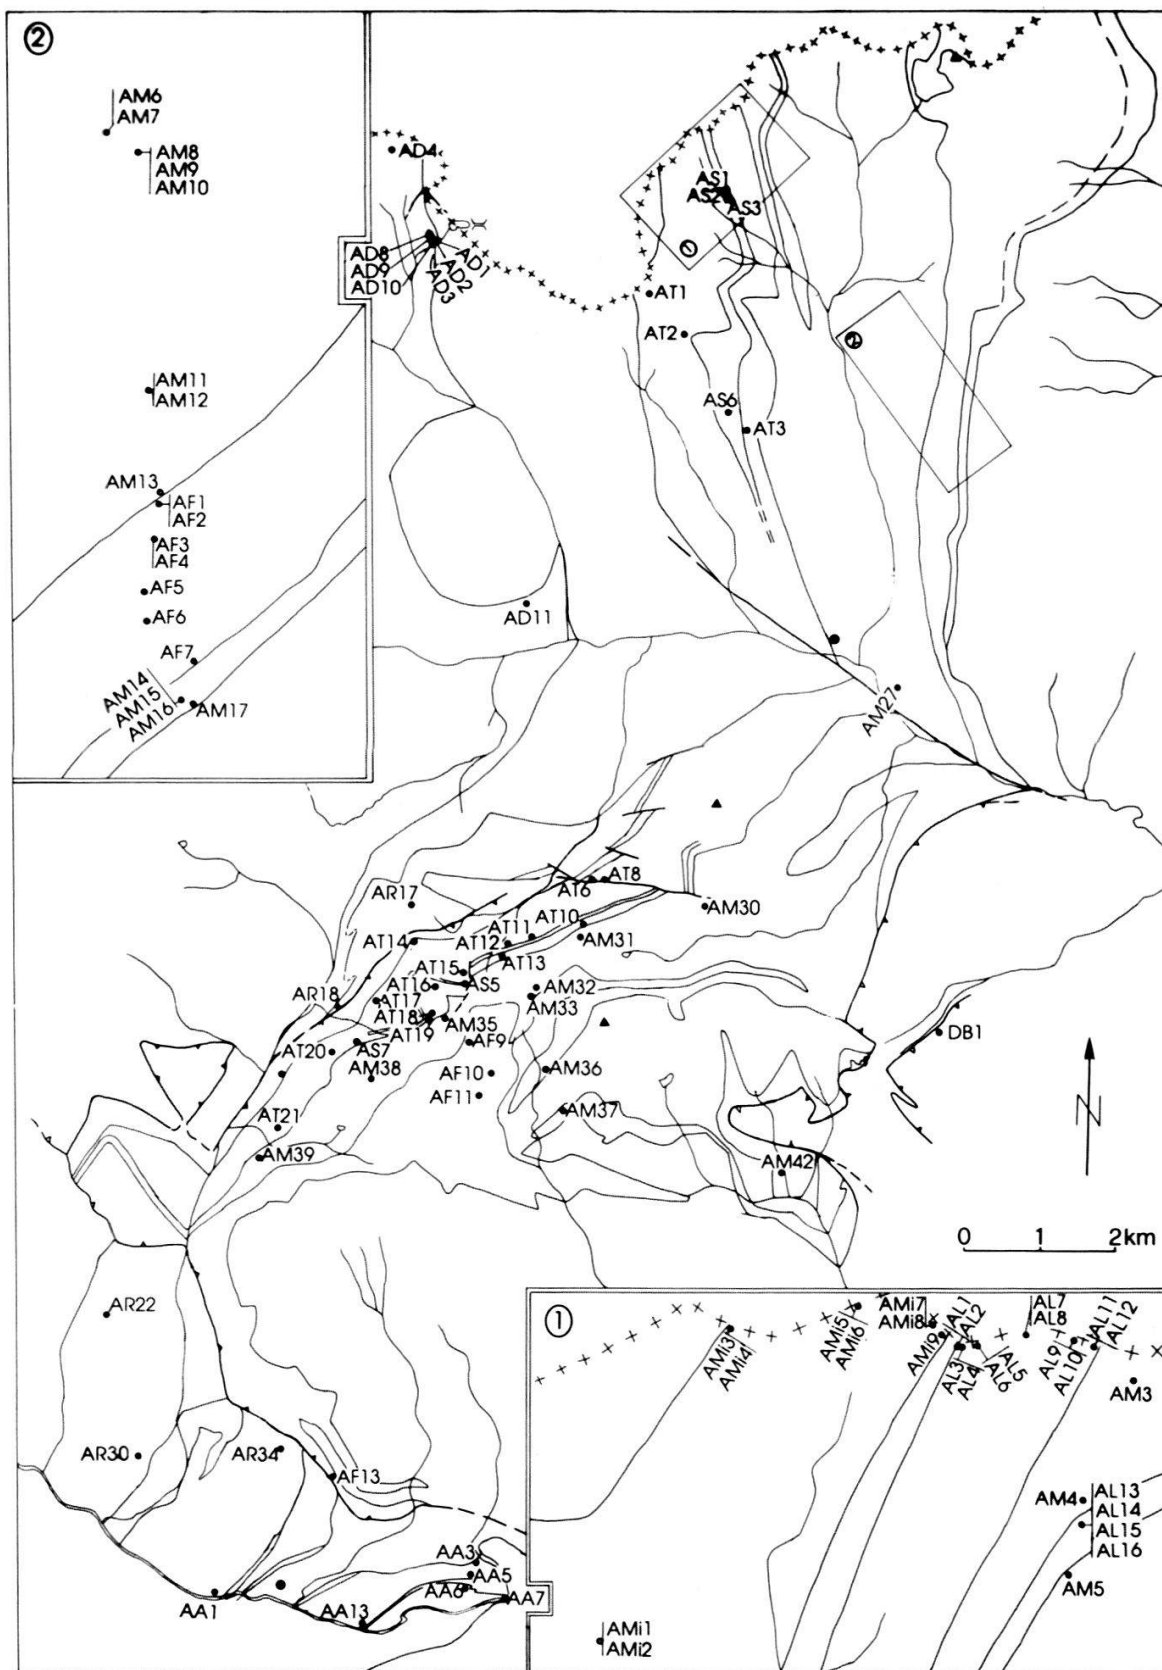 ②
AM6
AM7
AM8
AM9
AM10
AM11
AM12
AM13
AF1
AF2
AF3
AF4
AF5
AF6
AF7
AM14
AM15
AM16
AM17
AD4
AD8
AD9
AD10
AD1
AD2
AD3
AS1
AS2
AS3
①
AT1
AT2
②
AS6
AT3
AD11
AM27
AT8
AT6
AR17
AM30
AT10
AT11
AT12
AT14
AM31
AT13
AT15
AT16
AS5
AM32
AM33
AR18
AT17
AT18
AM35
AT19
AF9
DB1
AT20
AS7
AM38
AF10
AM36
AF11
AM37
AT21
AM39
AM42
N
0 1 2km
AR22
AR30
AR34
AF13
AA3
AA5
AA6
AA7
AA1
AA13
①
AMi3
AMi4
AMi5
AMi6
AMi7
AMi8
AMi9
AL1
AL2
AL3
AL4
AL5
AL6
AL7
AL8
AL9
AL10
AL11
AL12
AM3
AM4
AL13
AL14
AL15
AL16
AM5
AMi1
AMi2